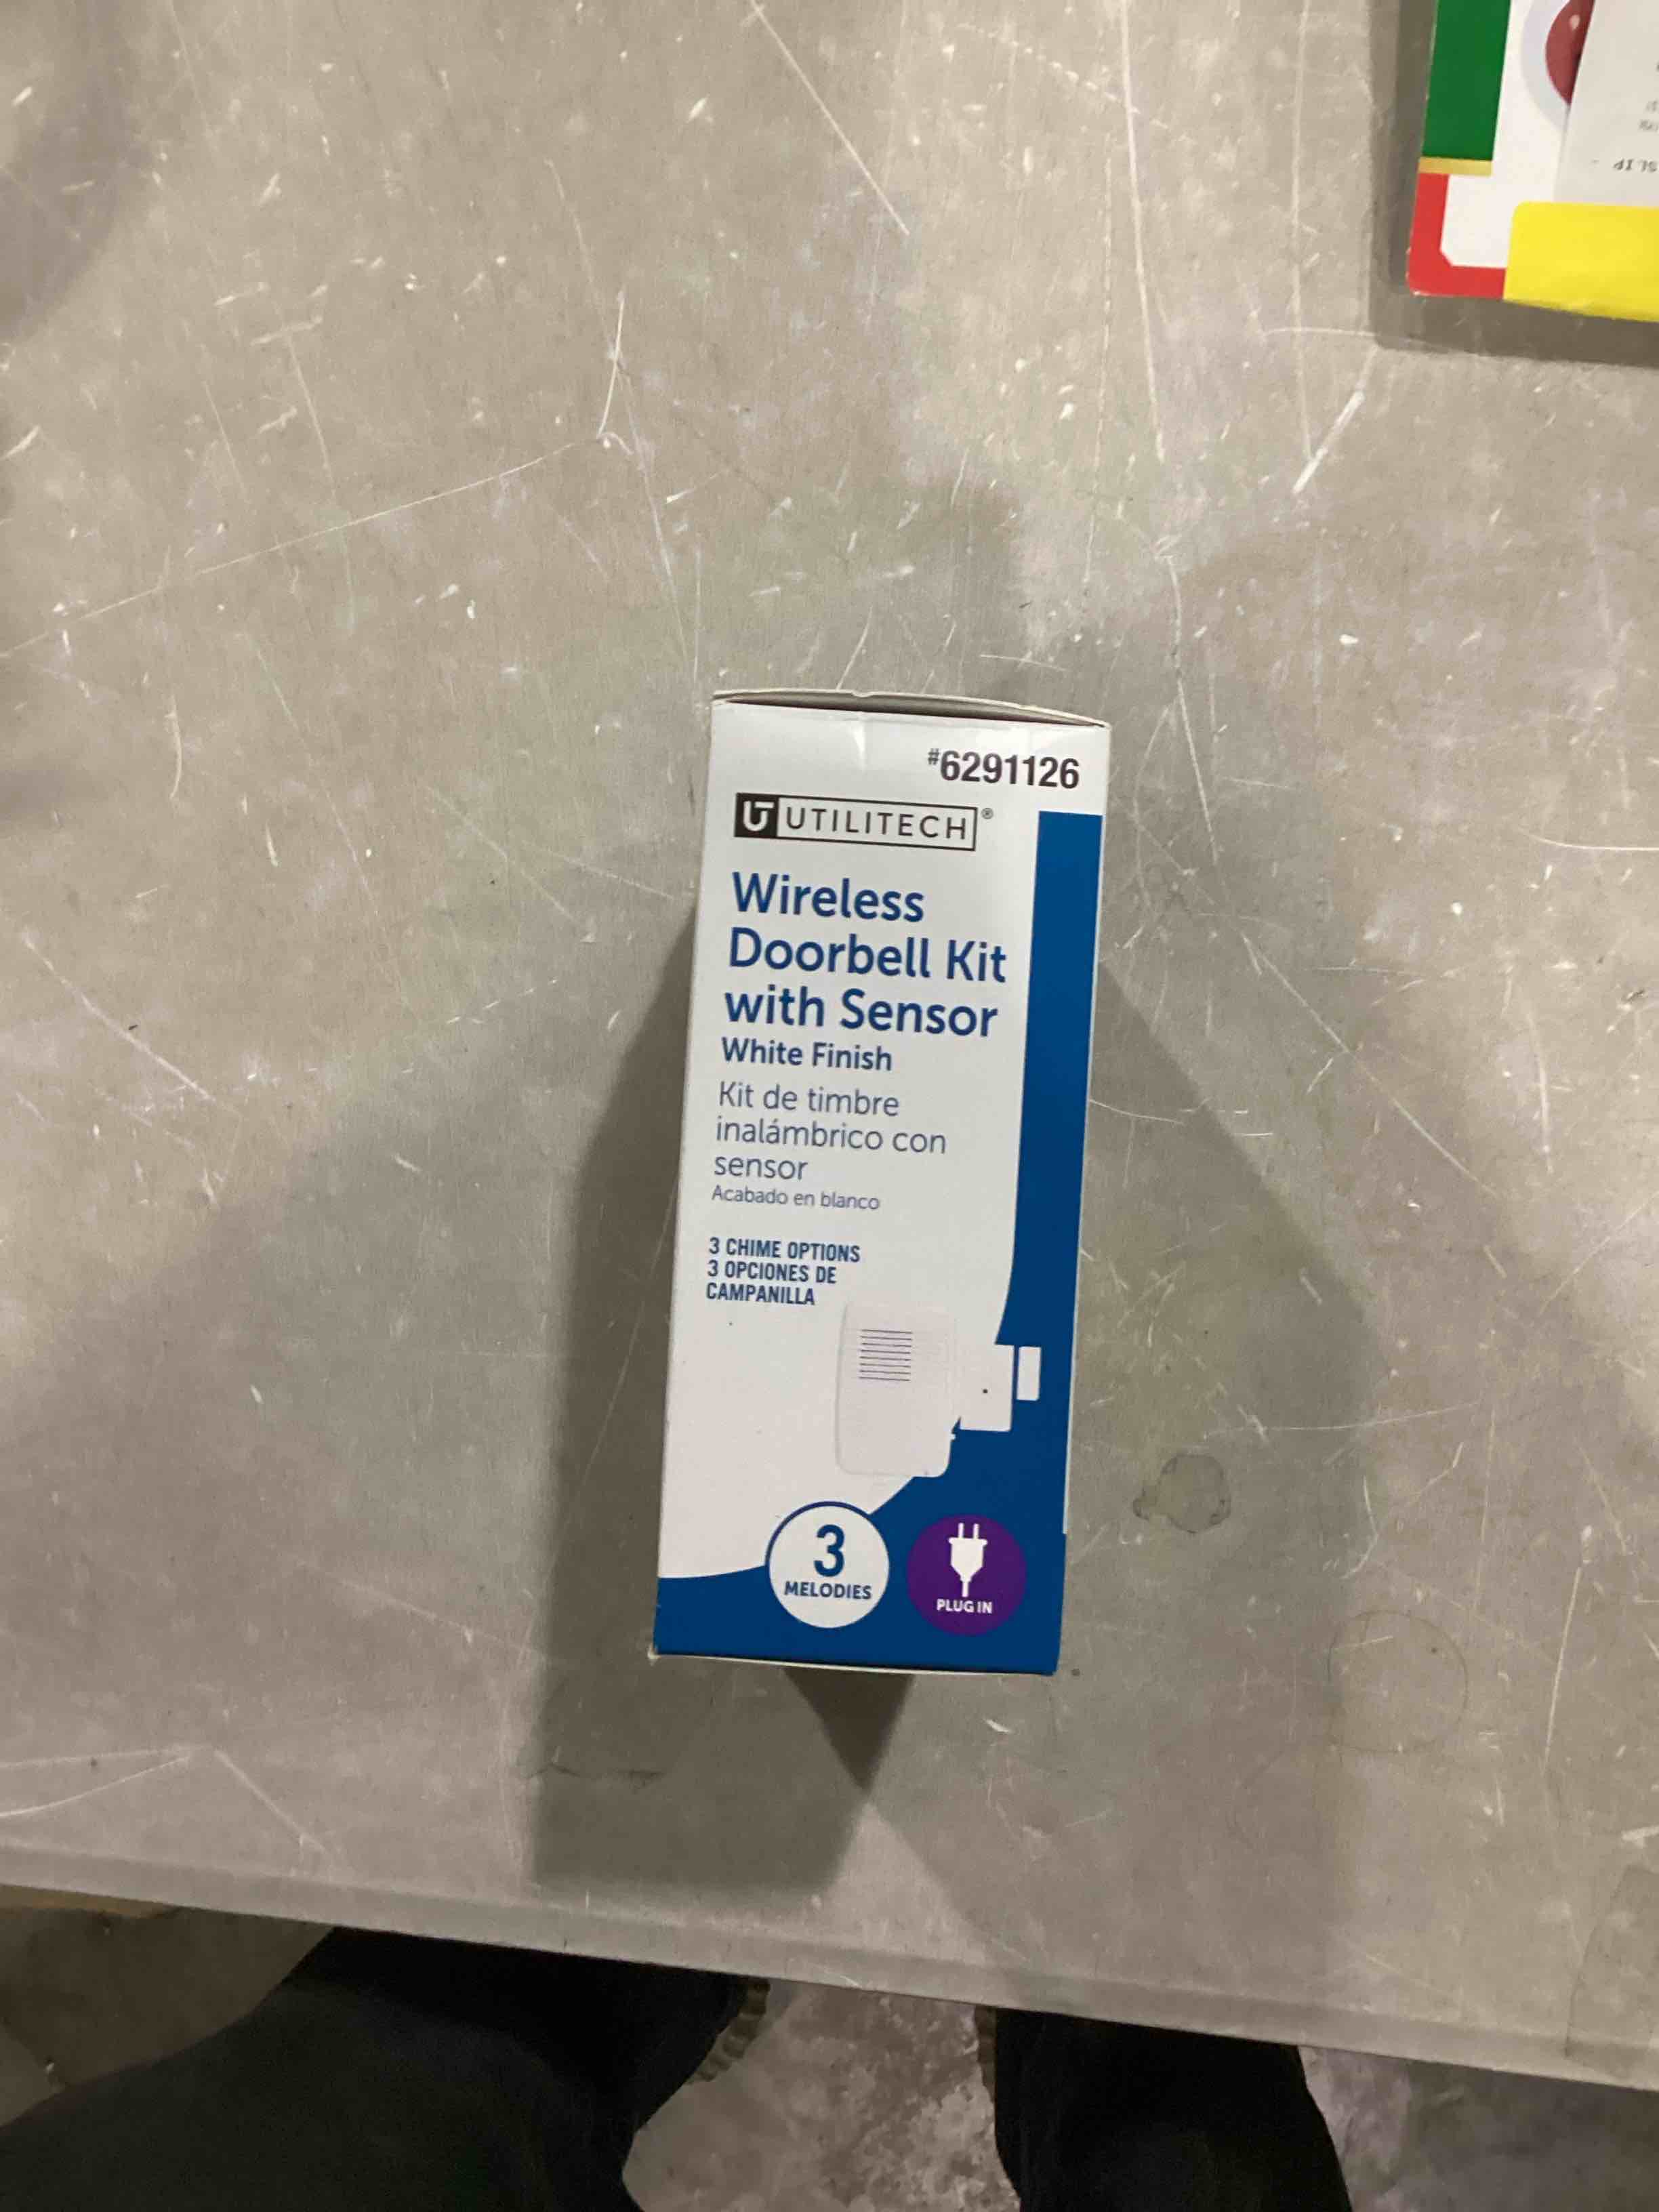 #6291126
UTILITECH®
Wireless
Doorbell Kit
with Sensor
White Finish
Kit de timbre
inalámbrico con
sensor
Acabado en blanco
3 CHIME OPTIONS
3 OPCIONES DE
CAMPANILLA
3
MELODIES
PLUG IN